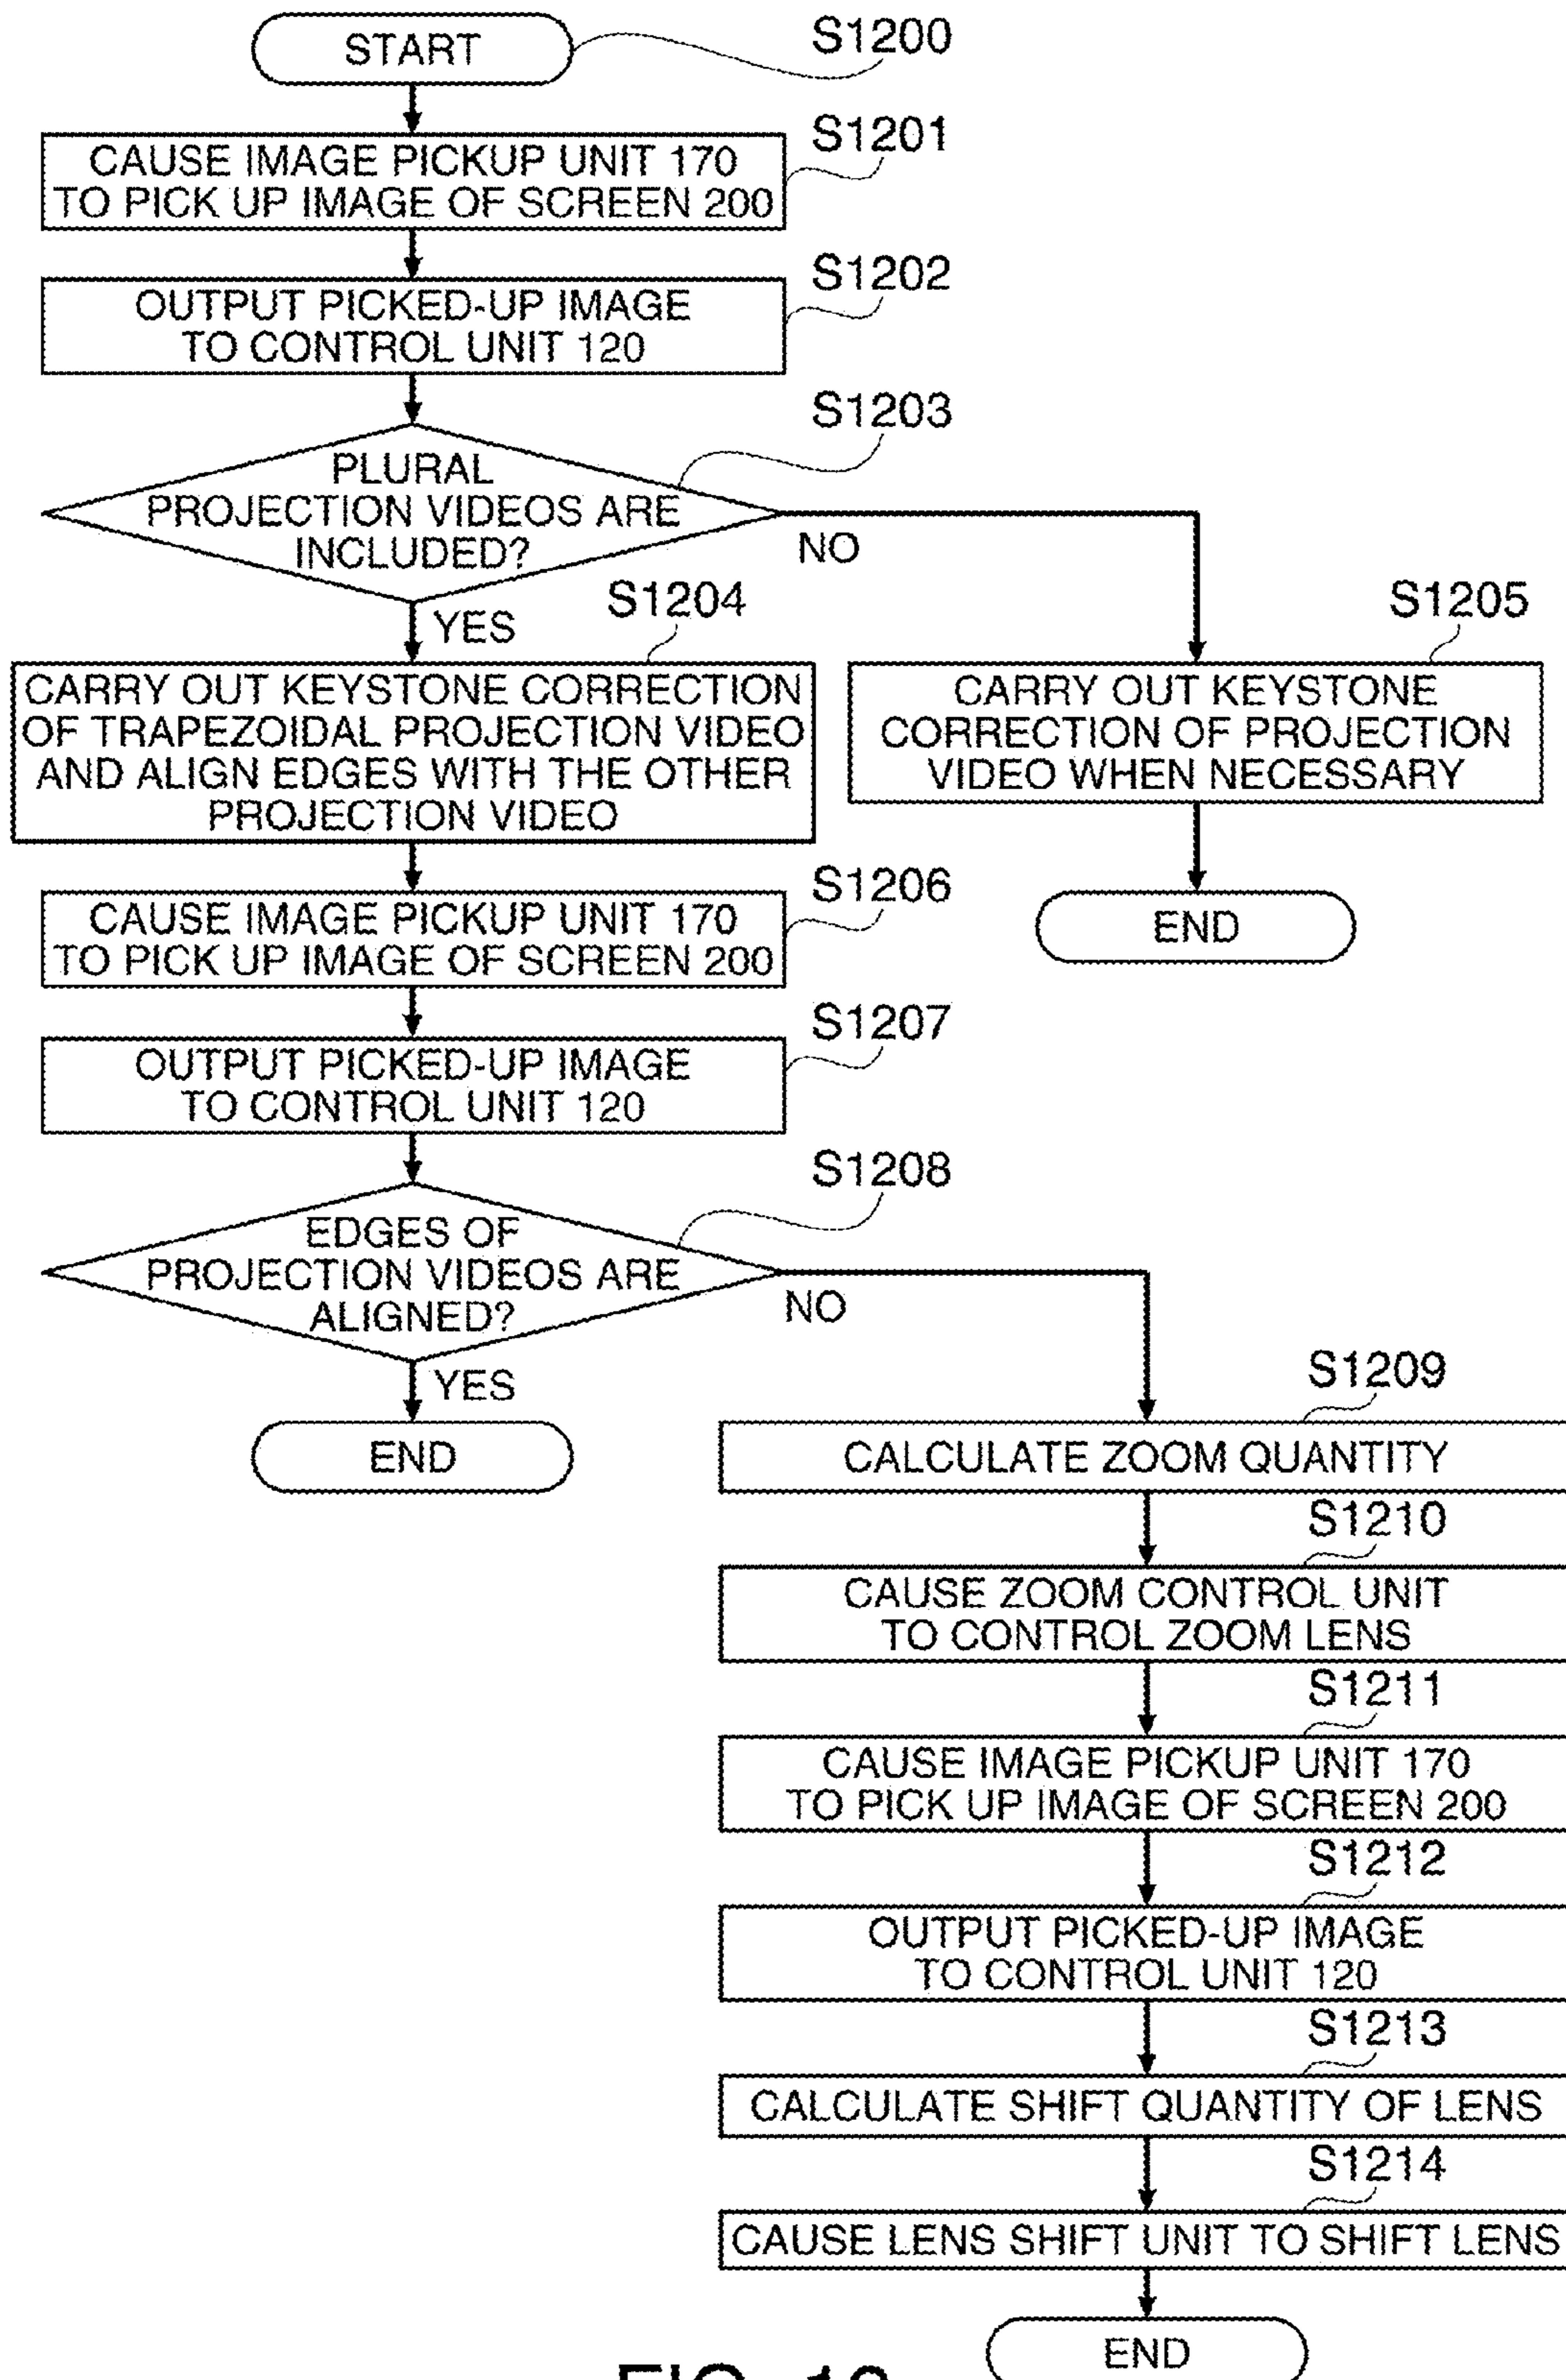 START
S1200
S1201
CAUSE IMAGE PICKUP UNIT 170
TO PICK UP IMAGE OF SCREEN 200
S1202
OUTPUT PICKED-UP IMAGE
TO CONTROL UNIT 120
S1203
PLURAL
PROJECTION VIDEOS ARE
INCLUDED?
NO
YES
S1204
CARRY OUT KEYSTONE CORRECTION
OF TRAPEZOIDAL PROJECTION VIDEO
AND ALIGN EDGES WITH THE OTHER
PROJECTION VIDEO
S1205
CARRY OUT KEYSTONE
CORRECTION OF PROJECTION
VIDEO WHEN NECESSARY
END
S1206
CAUSE IMAGE PICKUP UNIT 170
TO PICK UP IMAGE OF SCREEN 200
S1207
OUTPUT PICKED-UP IMAGE
TO CONTROL UNIT 120
S1208
EDGES OF
PROJECTION VIDEOS ARE
ALIGNED?
NO
YES
END
S1209
CALCULATE ZOOM QUANTITY
S1210
CAUSE ZOOM CONTROL UNIT
TO CONTROL ZOOM LENS
S1211
CAUSE IMAGE PICKUP UNIT 170
TO PICK UP IMAGE OF SCREEN 200
S1212
OUTPUT PICKED-UP IMAGE
TO CONTROL UNIT 120
S1213
CALCULATE SHIFT QUANTITY OF LENS
S1214
CAUSE LENS SHIFT UNIT TO SHIFT LENS
END